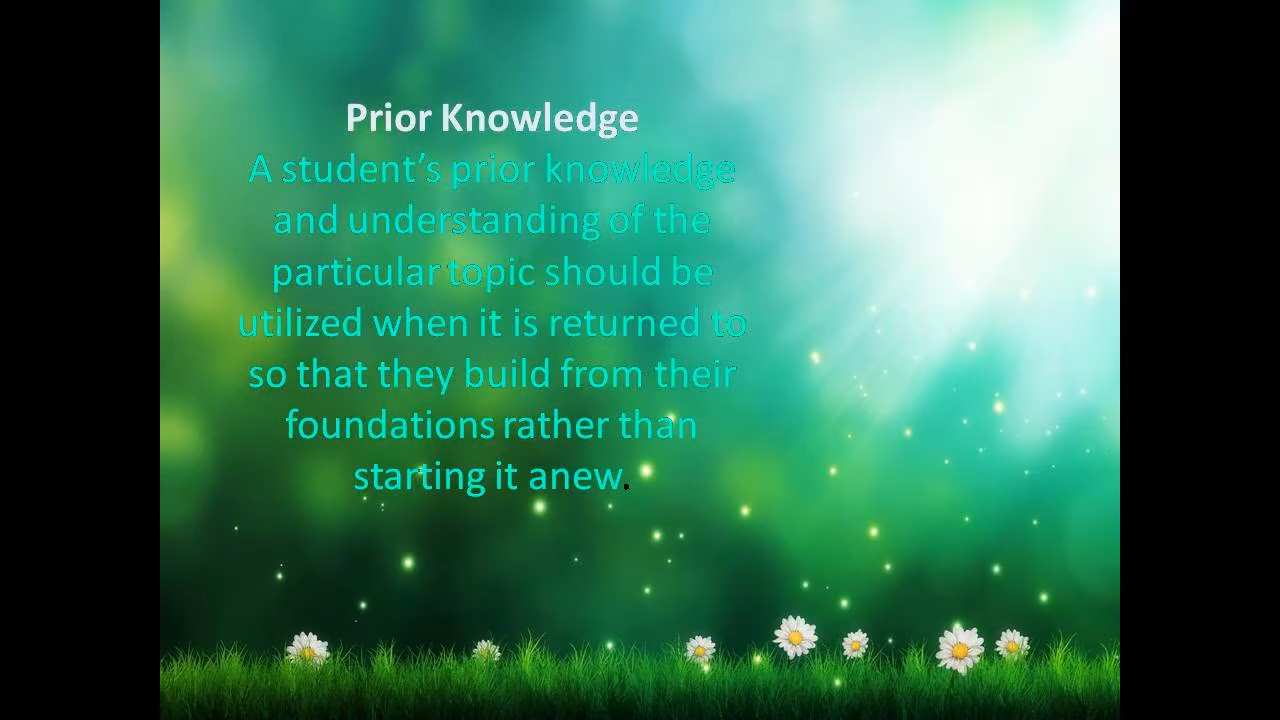 Prior Knowledge
A student’s prior knowledge
and understanding of the
particular topic should be
utilized when it is returned to
so that they build from their
foundations rather than
starting it anew.